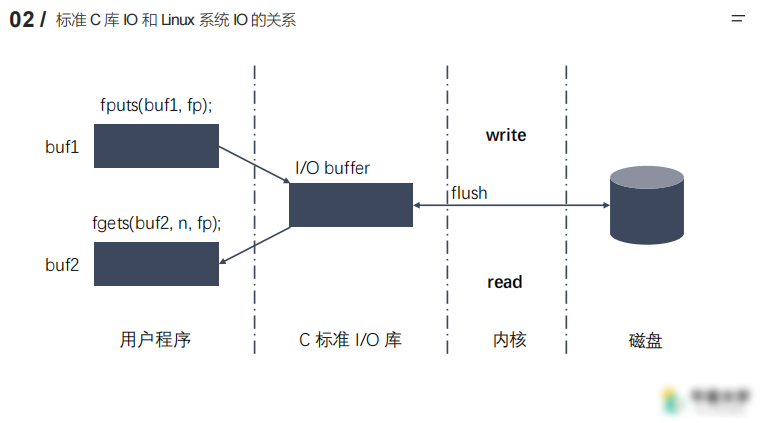 02 / 标准 C 库 IO 和 Linux 系统 IO 的关系
fputs(buf1, fp);
buf1
write
I/O buffer
flush
fgets(buf2, n, fp);
buf2
read
用户程序
C 标准 I/O 库
内核
磁盘